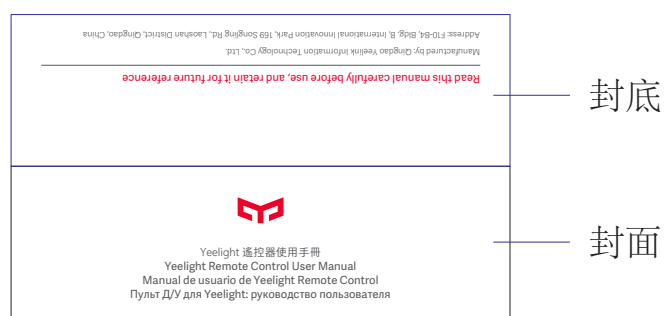 Address: F10-B4, Bldg. B, International Innovation Park, 169 Songling Rd., Laoshan District, Qingdao, China
Manufactured by: Qingdao Yeelink Information Technology Co., Ltd.
Read this manual carefully before use, and retain it for future reference
封底
封面
Yeelight 遙控器使用手冊
Yeelight Remote Control User Manual
Manual de usuario de Yeelight Remote Control
Пульт Д/У для Yeelight: руководство пользователя